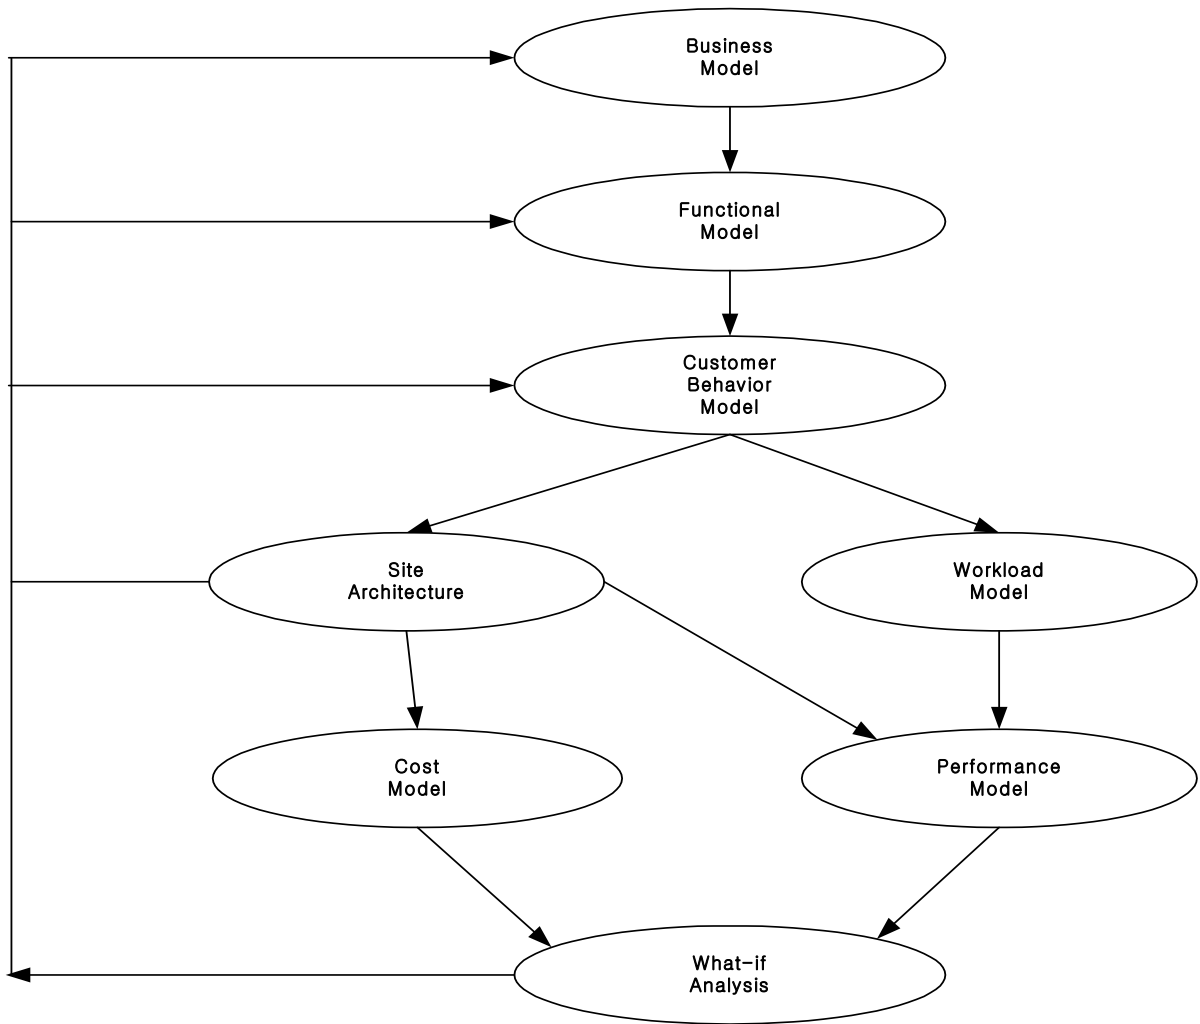 Business
Model
Functional
Model
Customer
Behavior
Model
Site
Architecture
Workload
Model
Cost
Model
Performance
Model
What-if
Analysis